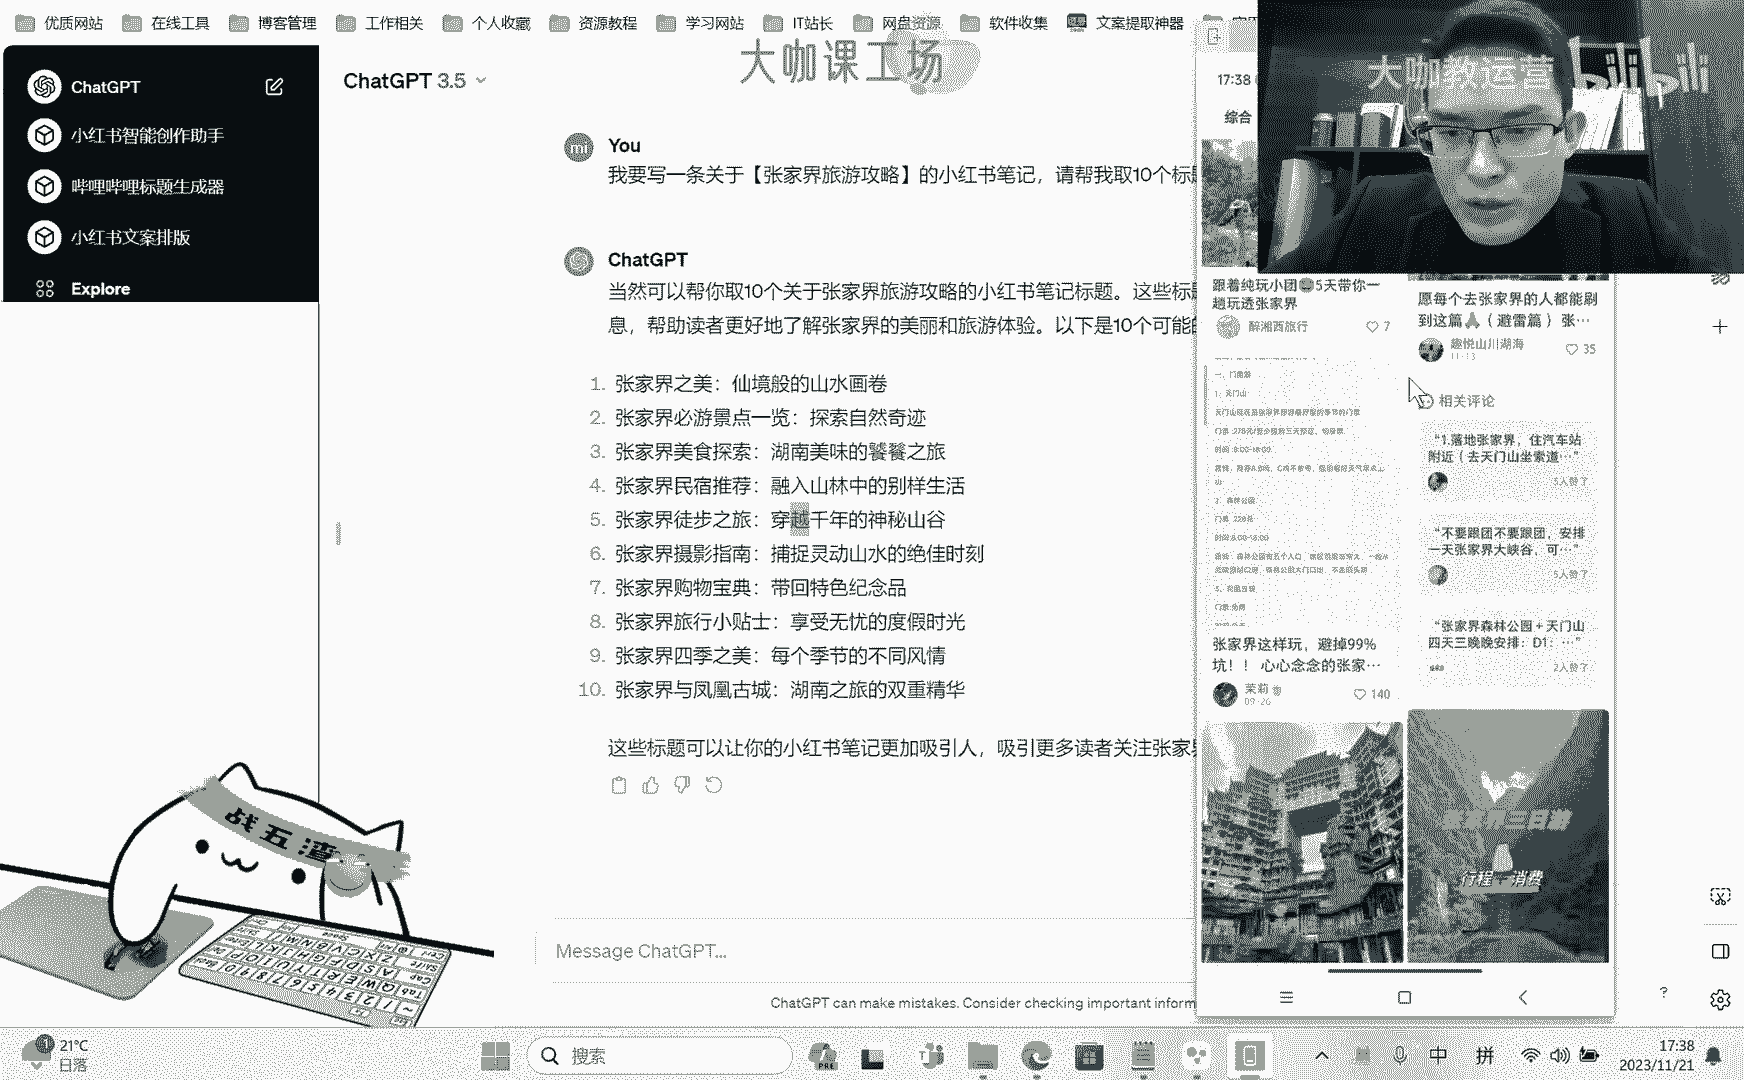 优质网站 在线工具 博客管理 工作相关 个人收藏 资源教程 学习网站 IT站长 网盘资源 软件收集 文案提取神器
大咖课工场
大咖教运营
ChatGPT
小红书智能创作助手
哔哩哔哩标题生成器
小红书文案排版
Explore
ChatGPT 3.5
You
我要写一条关于【张家界旅游攻略】的小红书笔记，请帮我取10个标题
ChatGPT
当然可以帮你取10个关于张家界旅游攻略的小红书笔记标题。这些标题
息，帮助读者更好地了解张家界的美丽和旅游体验。以下是10个可能的
1. 张家界之美：仙境般的山水画卷
2. 张家界必游景点一览：探索自然奇迹
3. 张家界美食探索：湖南美味的饕餮之旅
4. 张家界民宿推荐：融入山林中的别样生活
5. 张家界徒步之旅：穿越千年的神秘山谷
6. 张家界摄影指南：捕捉灵动山水的绝佳时刻
7. 张家界购物宝典：带回特色纪念品
8. 张家界旅行小贴士：享受无忧的度假时光
9. 张家界四季之美：每个季节的不同风情
10. 张家界与凤凰古城：湖南之旅的双重精华
这些标题可以让你的小红书笔记更加吸引人，吸引更多读者关注张家界
Message ChatGPT...
ChatGPT can make mistakes. Consider checking important inform
17:38
综合
跟着纯玩小团5天带你一
趟玩透张家界
醉湘西旅行 7
愿每个去张家界的人都能刷
到这篇（避雷篇）张…
趣悦山川湖海 35
11-13
相关评论
“1.落地张家界，住汽车站
附近（去天门山坐索道…”
5人赞了
“不要跟团不要跟团，安排
一天张家界大峡谷，可…”
5人赞了
“张家界森林公园＋天门山
四天三晚晚安排：D1：…”
2人赞了
张家界这样玩，避掉99%
坑！！心心念念的张家…
茉莉 140
09-26
行程＋消费
战五渣
21°C
日落
搜索
PRE
中 拼
17:38
2023/11/21